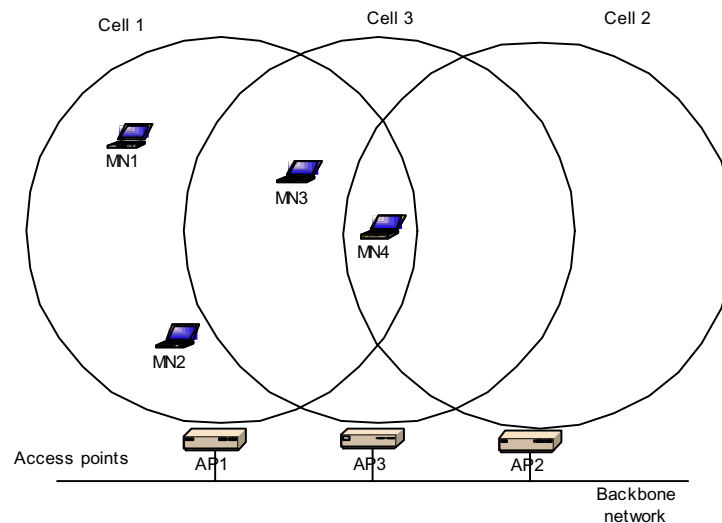 Cell 1
Cell 3
Cell 2
MN1
MN3
MN4
MN2
Access points
AP1
AP3
AP2
Backbone
network